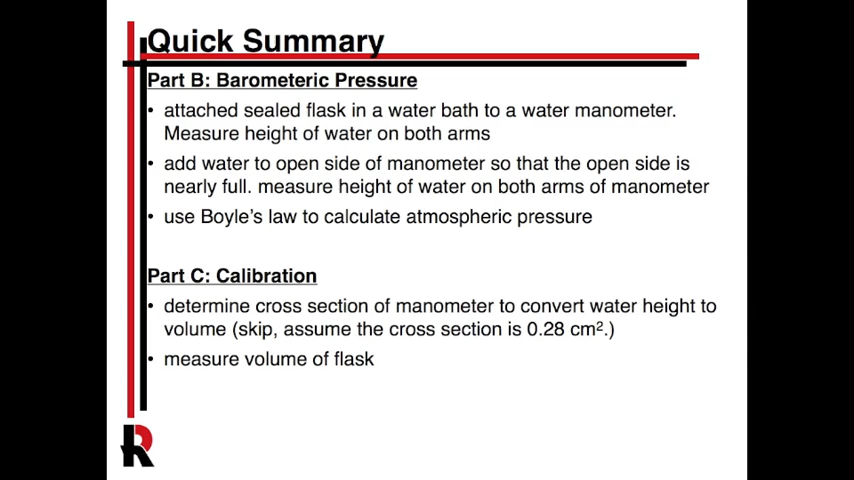 Quick Summary
Part B: Barometeric Pressure
• attached sealed flask in a water bath to a water manometer.
Measure height of water on both arms
• add water to open side of manometer so that the open side is
nearly full. measure height of water on both arms of manometer
• use Boyle's law to calculate atmospheric pressure
Part C: Calibration
• determine cross section of manometer to convert water height to
volume (skip, assume the cross section is 0.28 cm².)
• measure volume of flask
R